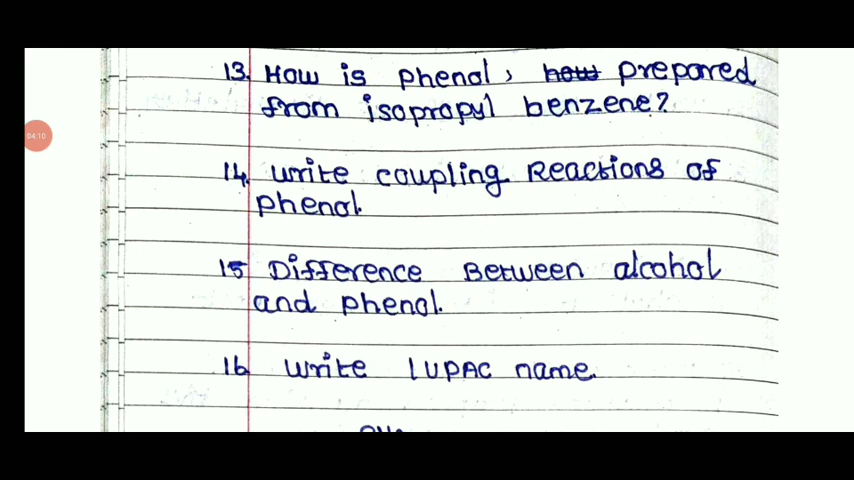 13. How is phenol, how prepared
from isopropyl benzene?
04:10
14. write coupling Reactions of
phenol.
15 Difference Between alcohol
and phenol.
16 write IUPAC name.